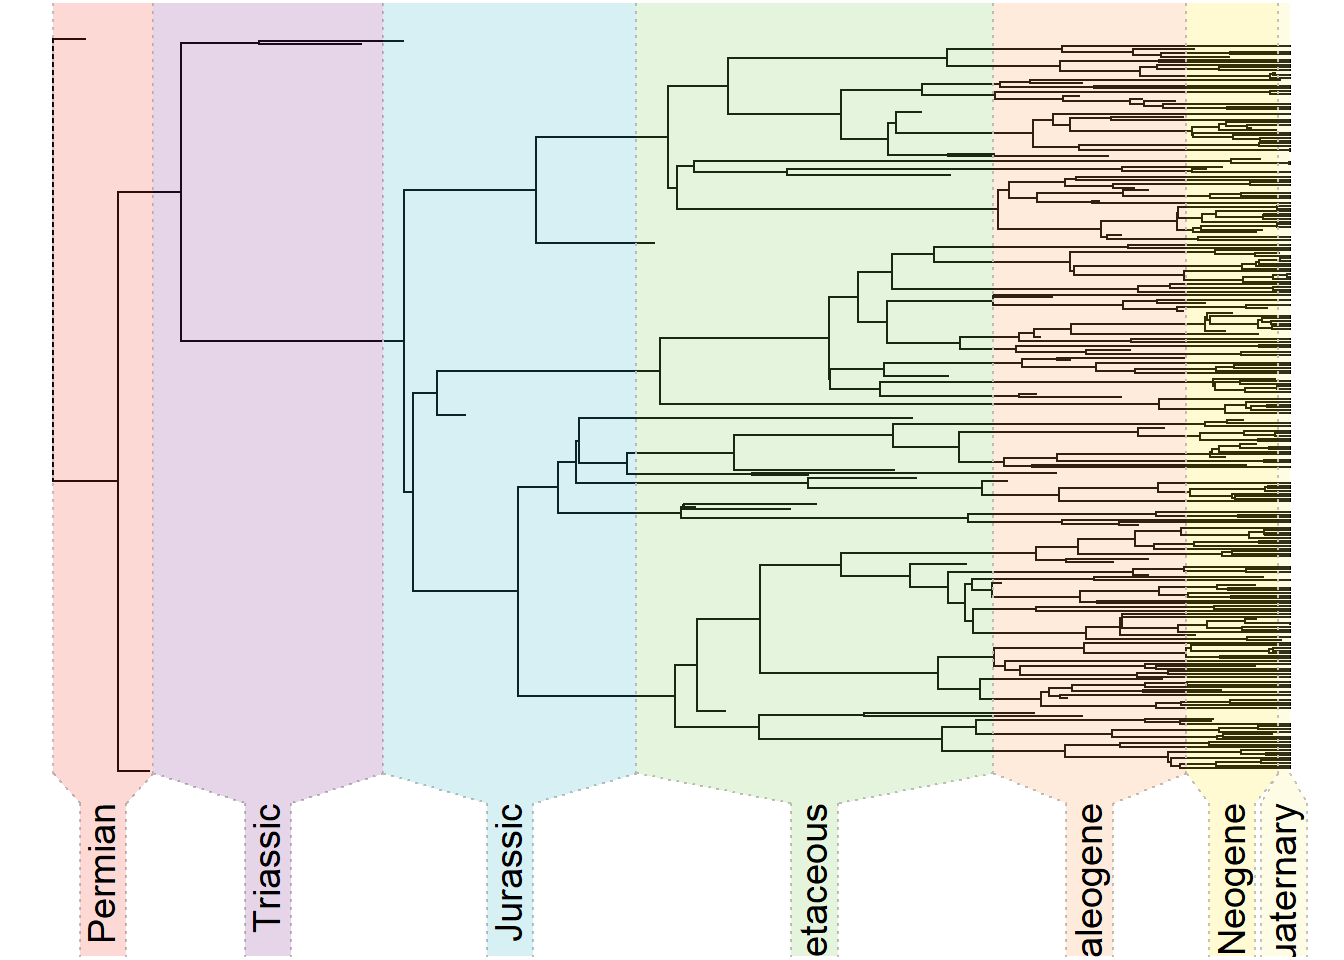 Permian
Triassic
Jurassic
etaceous
aleogene
Neogene
uaternary